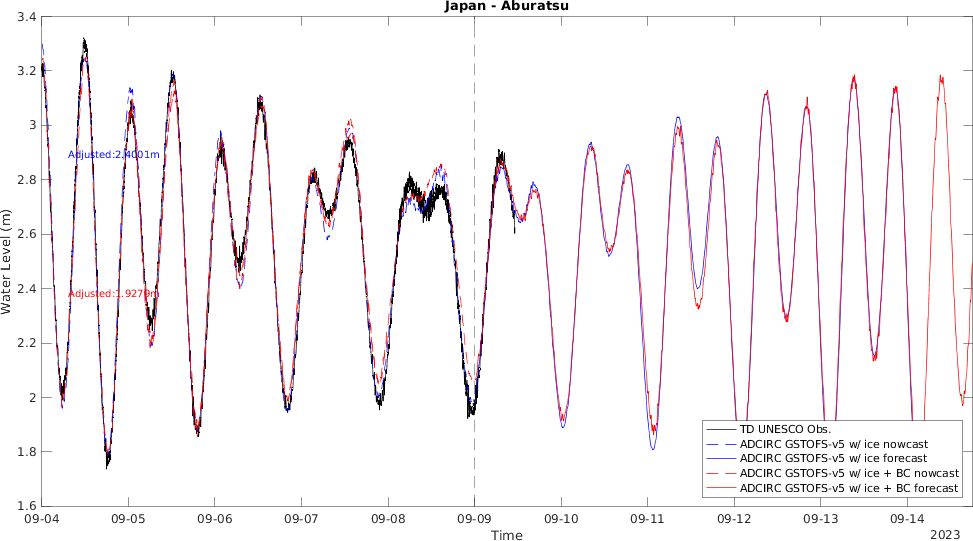 Japan - Aburatsu
3.4
3.2
3
2.8
2.6
2.4
2.2
2
1.8
1.6
Water Level (m)
Adjusted:2.4001m
Adjusted:1.9279m
TD UNESCO Obs.
ADCIRC GSTOFS-v5 w/ ice nowcast
ADCIRC GSTOFS-v5 w/ ice forecast
ADCIRC GSTOFS-v5 w/ ice + BC nowcast
ADCIRC GSTOFS-v5 w/ ice + BC forecast
09-04 09-05 09-06 09-07 09-08 09-09 09-10 09-11 09-12 09-13 09-14
Time
2023